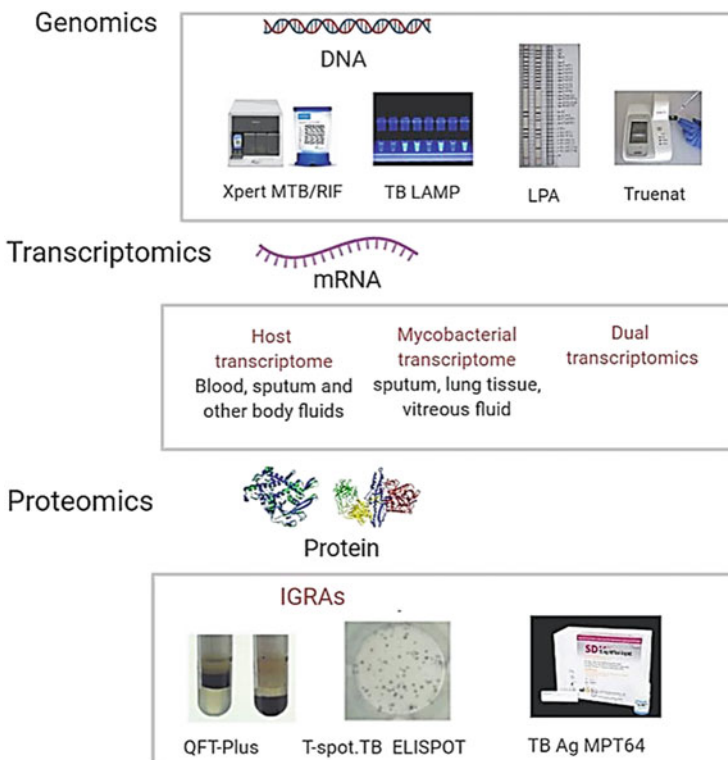 Genomics
DNA
Xpert MTB/RIF
TB LAMP
LPA
Truenat
Transcriptomics
mRNA
Host
transcriptome
Blood, sputum and
other body fluids
Mycobacterial
transcriptome
sputum, lung tissue,
vitreous fluid
Dual
transcriptomics
Proteomics
Protein
IGRAs
SD
QFT-Plus
T-spot.TB ELISPOT
TB Ag MPT64